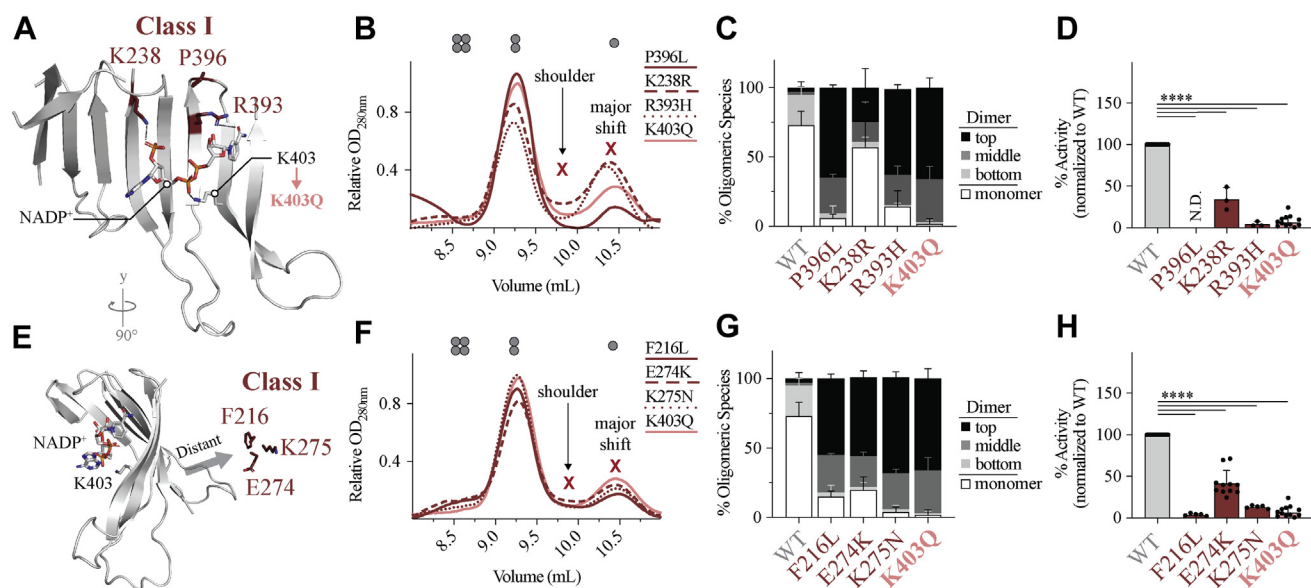 A
Class I
K238
P396
R393
K403
K403Q
NADP+
y
90°
B
P396L
K238R
R393H
K403Q
shoulder
major
shift
X
X
Relative OD280nm
0.8
0.4
8.5
9.0
9.5
10.0
10.5
Volume (mL)
C
% Oligomeric Species
100
50
0
WT
P396L
K238R
R393H
K403Q
Dimer
top
middle
bottom
monomer
D
% Activity
(normalized to WT)
****
150
100
50
0
N.D.
WT
P396L
K238R
R393H
K403Q
E
Class I
F216
NADP+
K275
Distant
K403
E274
F
F216L
E274K
K275N
K403Q
shoulder
major
shift
X
X
Relative OD280nm
0.8
0.4
8.5
9.0
9.5
10.0
10.5
Volume (mL)
G
% Oligomeric Species
100
50
0
WT
F216L
E274K
K275N
K403Q
Dimer
top
middle
bottom
monomer
H
% Activity
(normalized to WT)
****
150
100
50
0
WT
F216L
E274K
K275N
K403Q